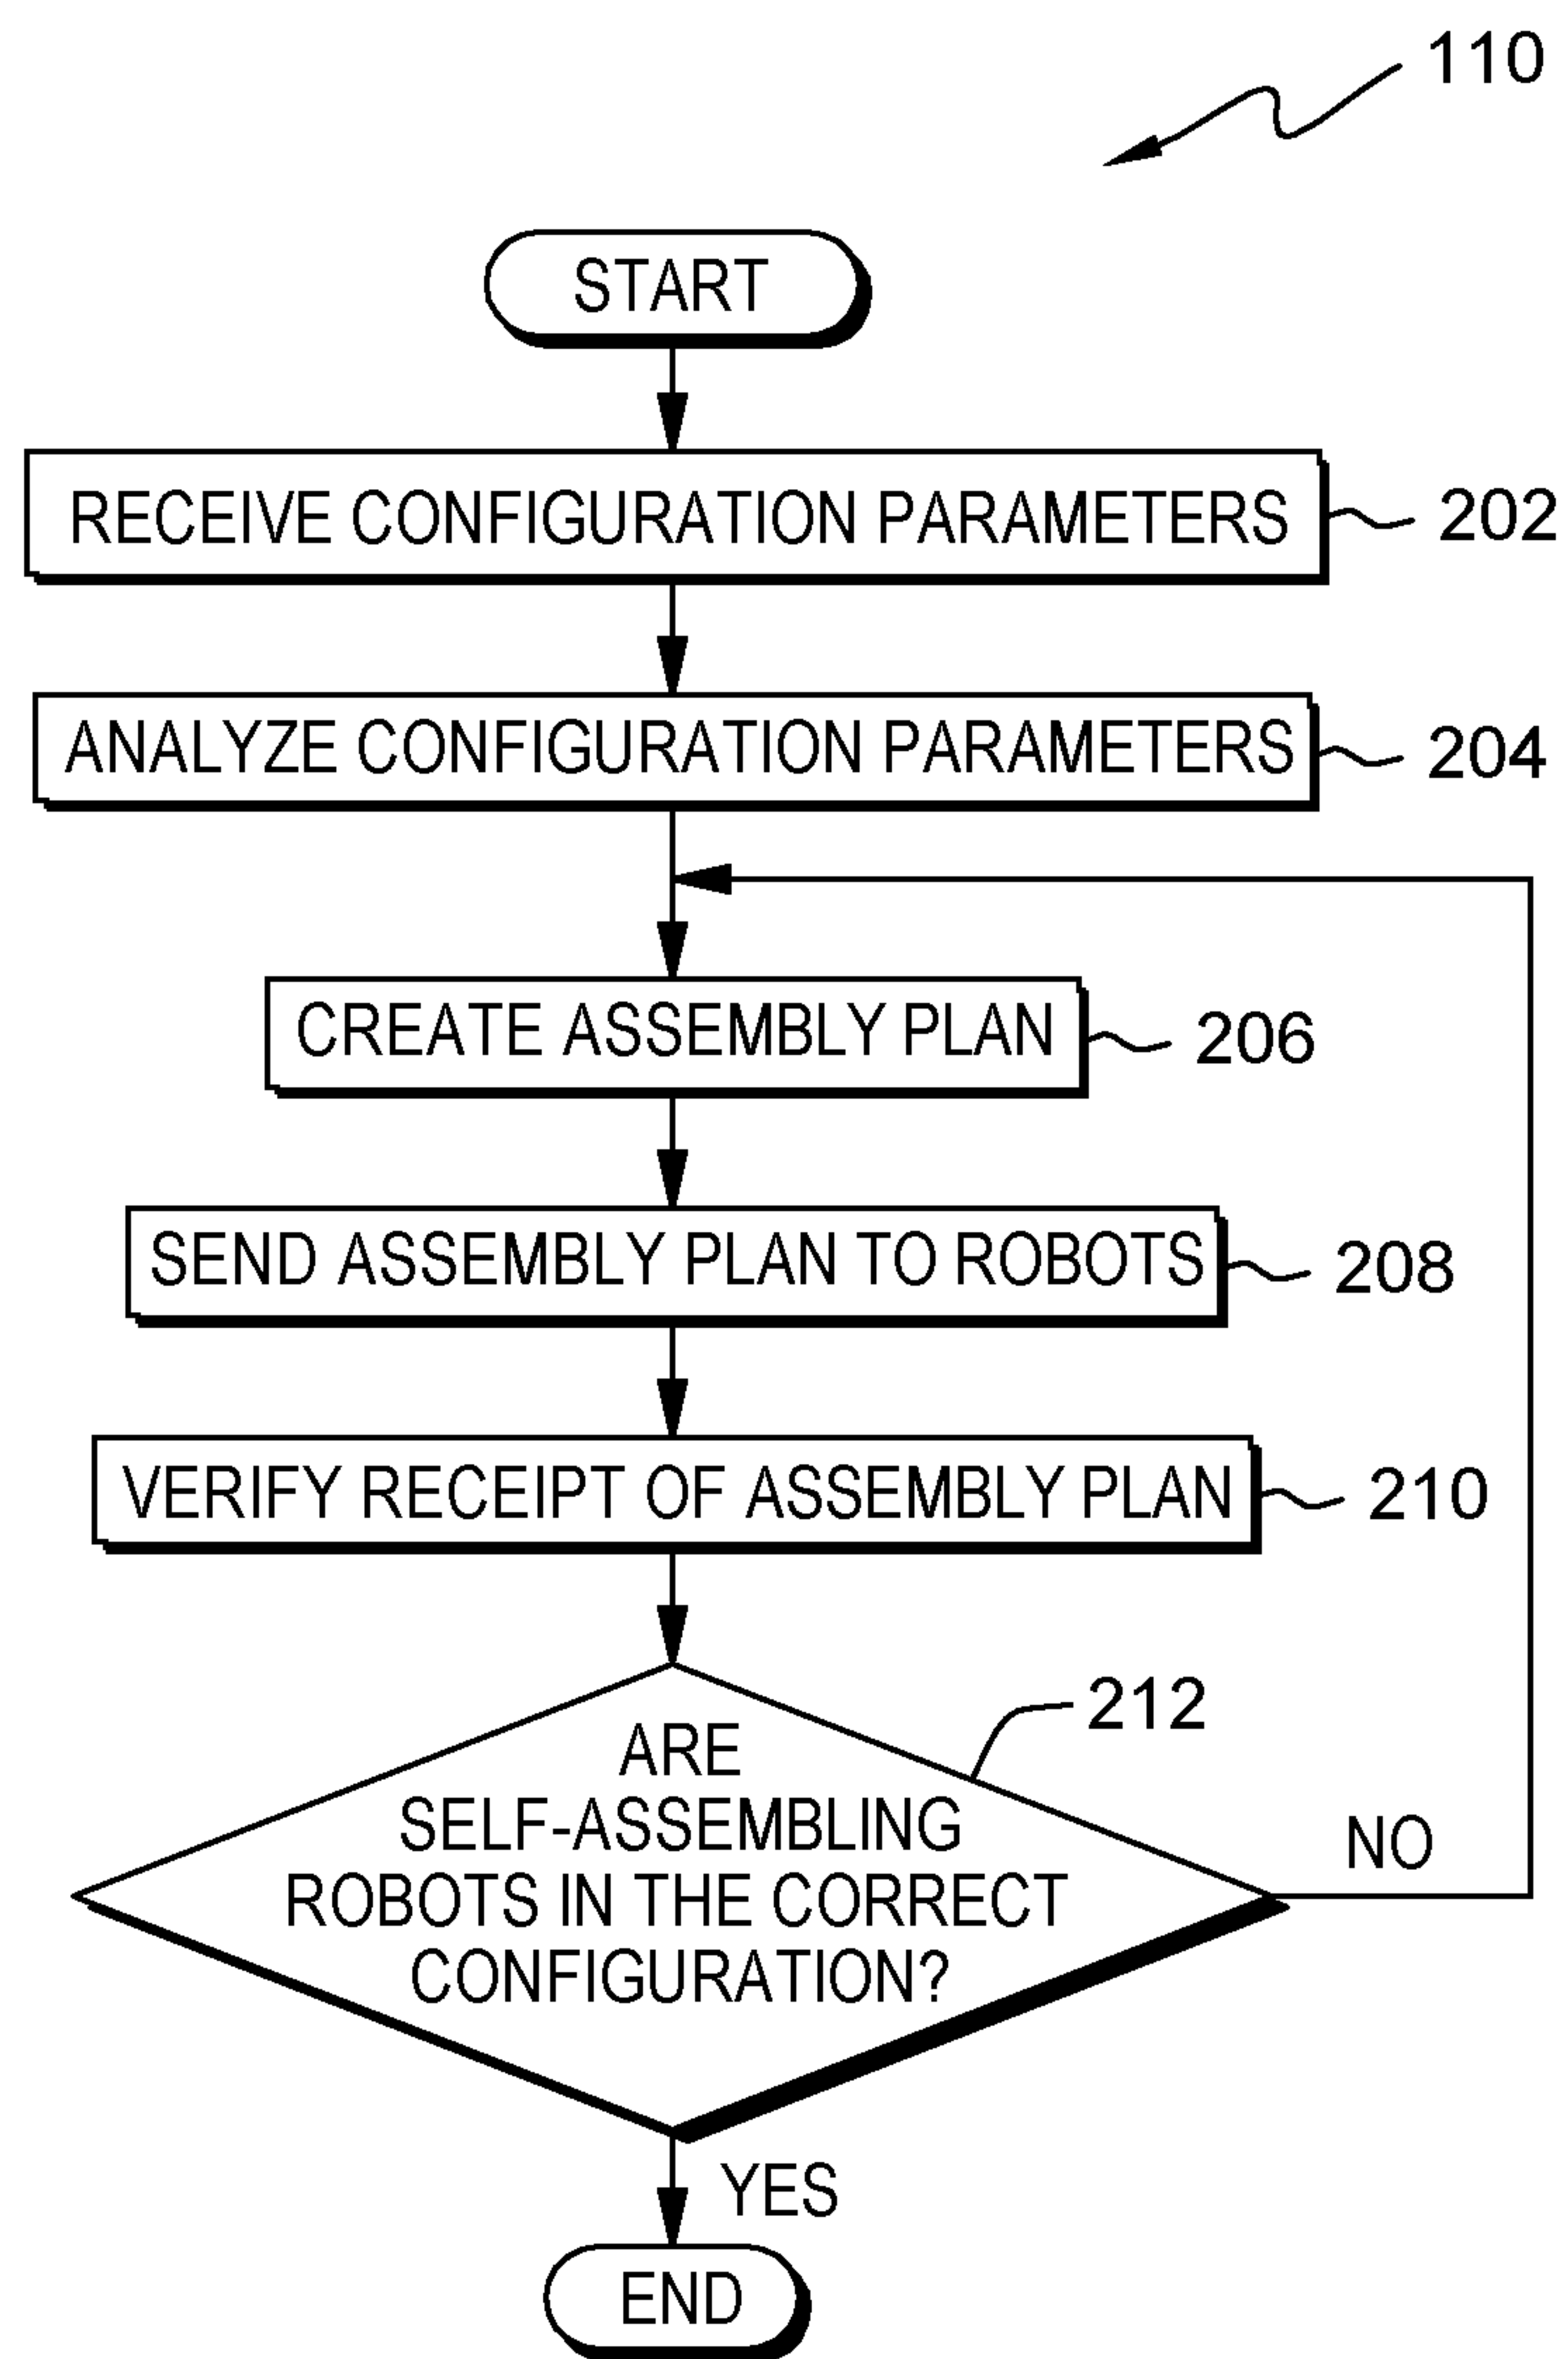 110
START
RECEIVE CONFIGURATION PARAMETERS
202
ANALYZE CONFIGURATION PARAMETERS
204
CREATE ASSEMBLY PLAN
206
SEND ASSEMBLY PLAN TO ROBOTS
208
VERIFY RECEIPT OF ASSEMBLY PLAN
210
212
ARE
SELF-ASSEMBLING
ROBOTS IN THE CORRECT
CONFIGURATION?
NO
YES
END